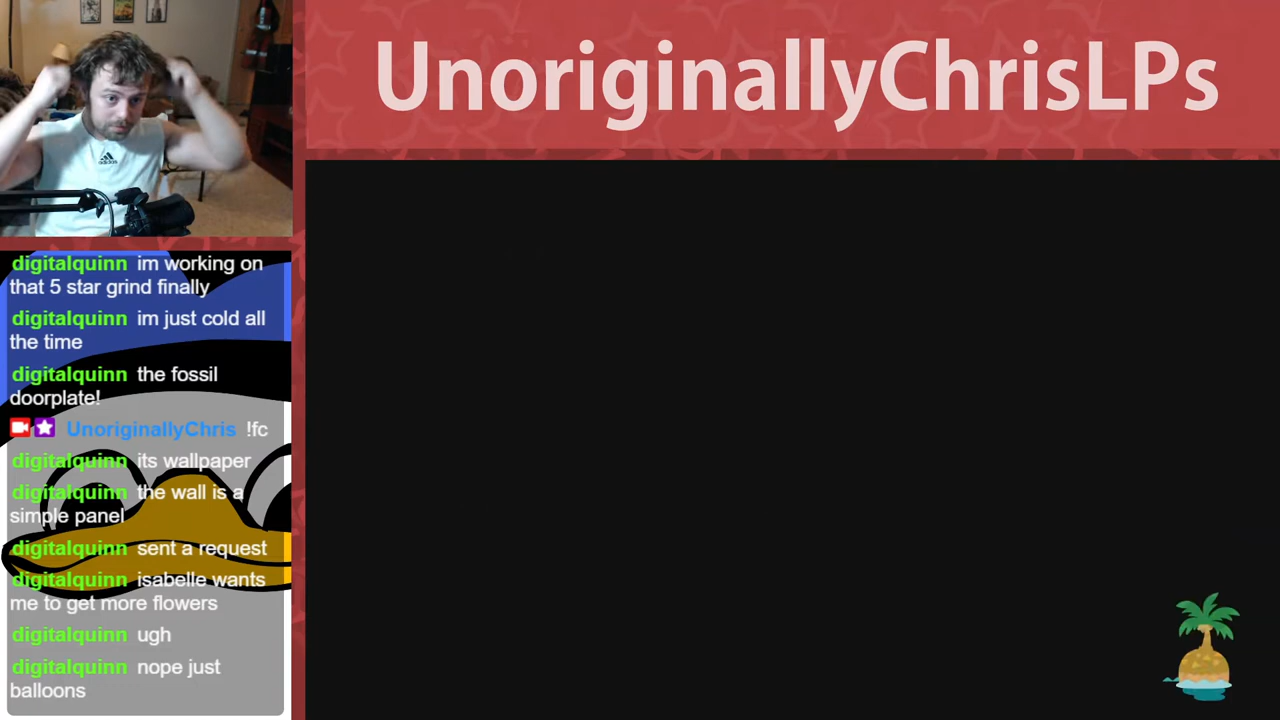 UnoriginallyChrisLPs
adidas
digitalquinn im working on
that 5 star grind finally
digitalquinn im just cold all
the time
digitalquinn the fossil
doorplate!
UnoriginallyChris !fc
digitalquinn its wallpaper
digitalquinn the wall is a
simple panel
digitalquinn sent a request
digitalquinn isabelle wants
me to get more flowers
digitalquinn ugh
digitalquinn nope just
balloons